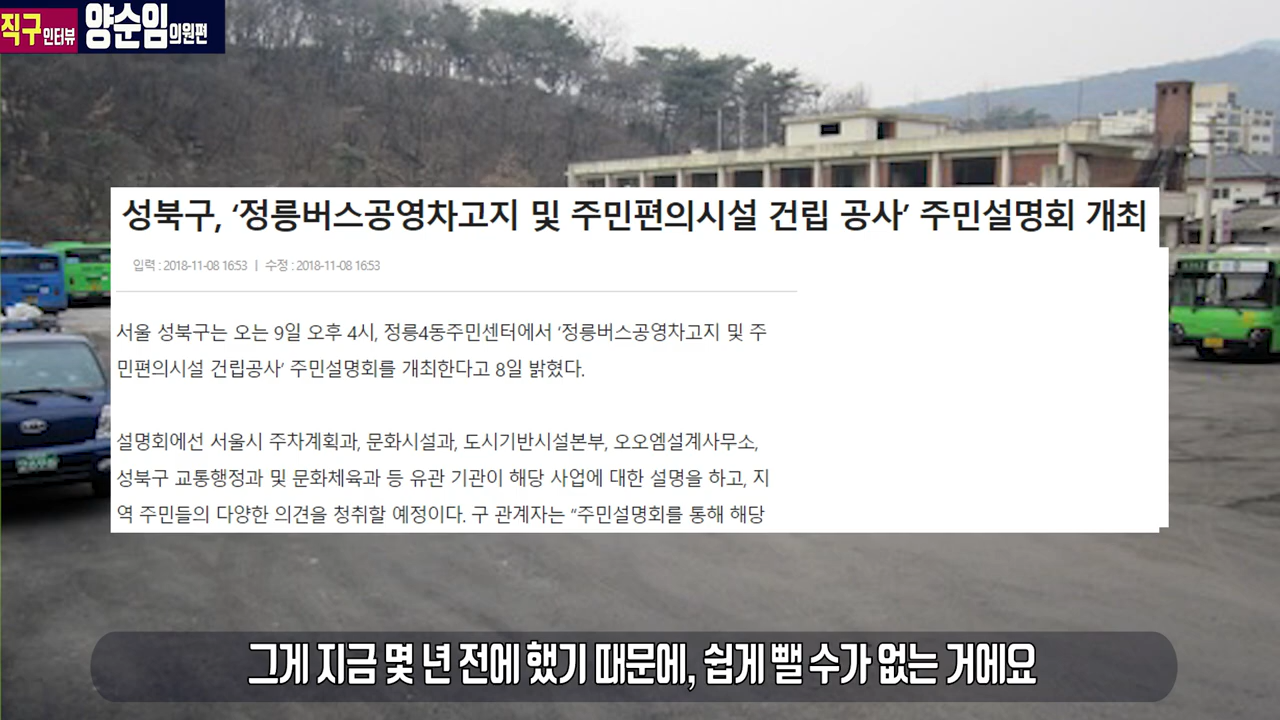 직구인터뷰 양순임의원편
성북구, ‘정릉버스공영차고지 및 주민편의시설 건립 공사’ 주민설명회 개최
입력 : 2018-11-08 16:53 | 수정 : 2018-11-08 16:53
서울 성북구는 오는 9일 오후 4시, 정릉4동주민센터에서 ‘정릉버스공영차고지 및 주
민편의시설 건립공사’ 주민설명회를 개최한다고 8일 밝혔다.
설명회에선 서울시 주차계획과, 문화시설과, 도시기반시설본부, 오오엠설계사무소,
성북구 교통행정과 및 문화체육과 등 유관 기관이 해당 사업에 대한 설명을 하고, 지
역 주민들의 다양한 의견을 청취할 예정이다. 구 관계자는 “주민설명회를 통해 해당
그게 지금 몇 년 전에 했기 때문에, 쉽게 뺄 수가 없는 거에요